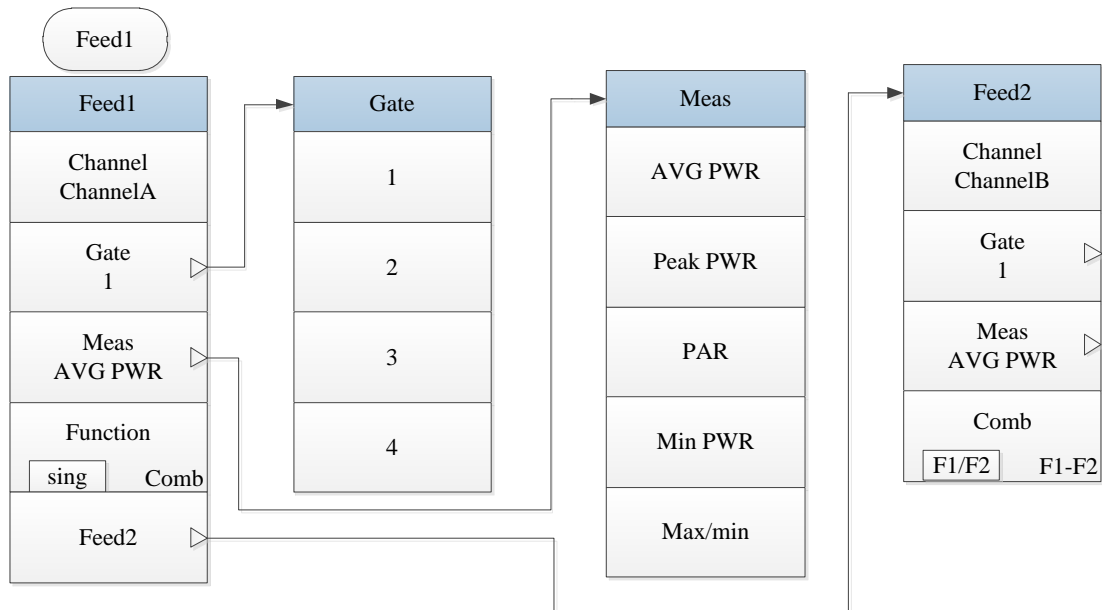 Feed1
Feed1
Channel
ChannelA
Gate
1
Meas
AVG PWR
Function
sing Comb
Feed2
Gate
1
2
3
4
Meas
AVG PWR
Peak PWR
PAR
Min PWR
Max/min
Feed2
Channel
ChannelB
Gate
1
Meas
AVG PWR
Comb
F1/F2 F1-F2